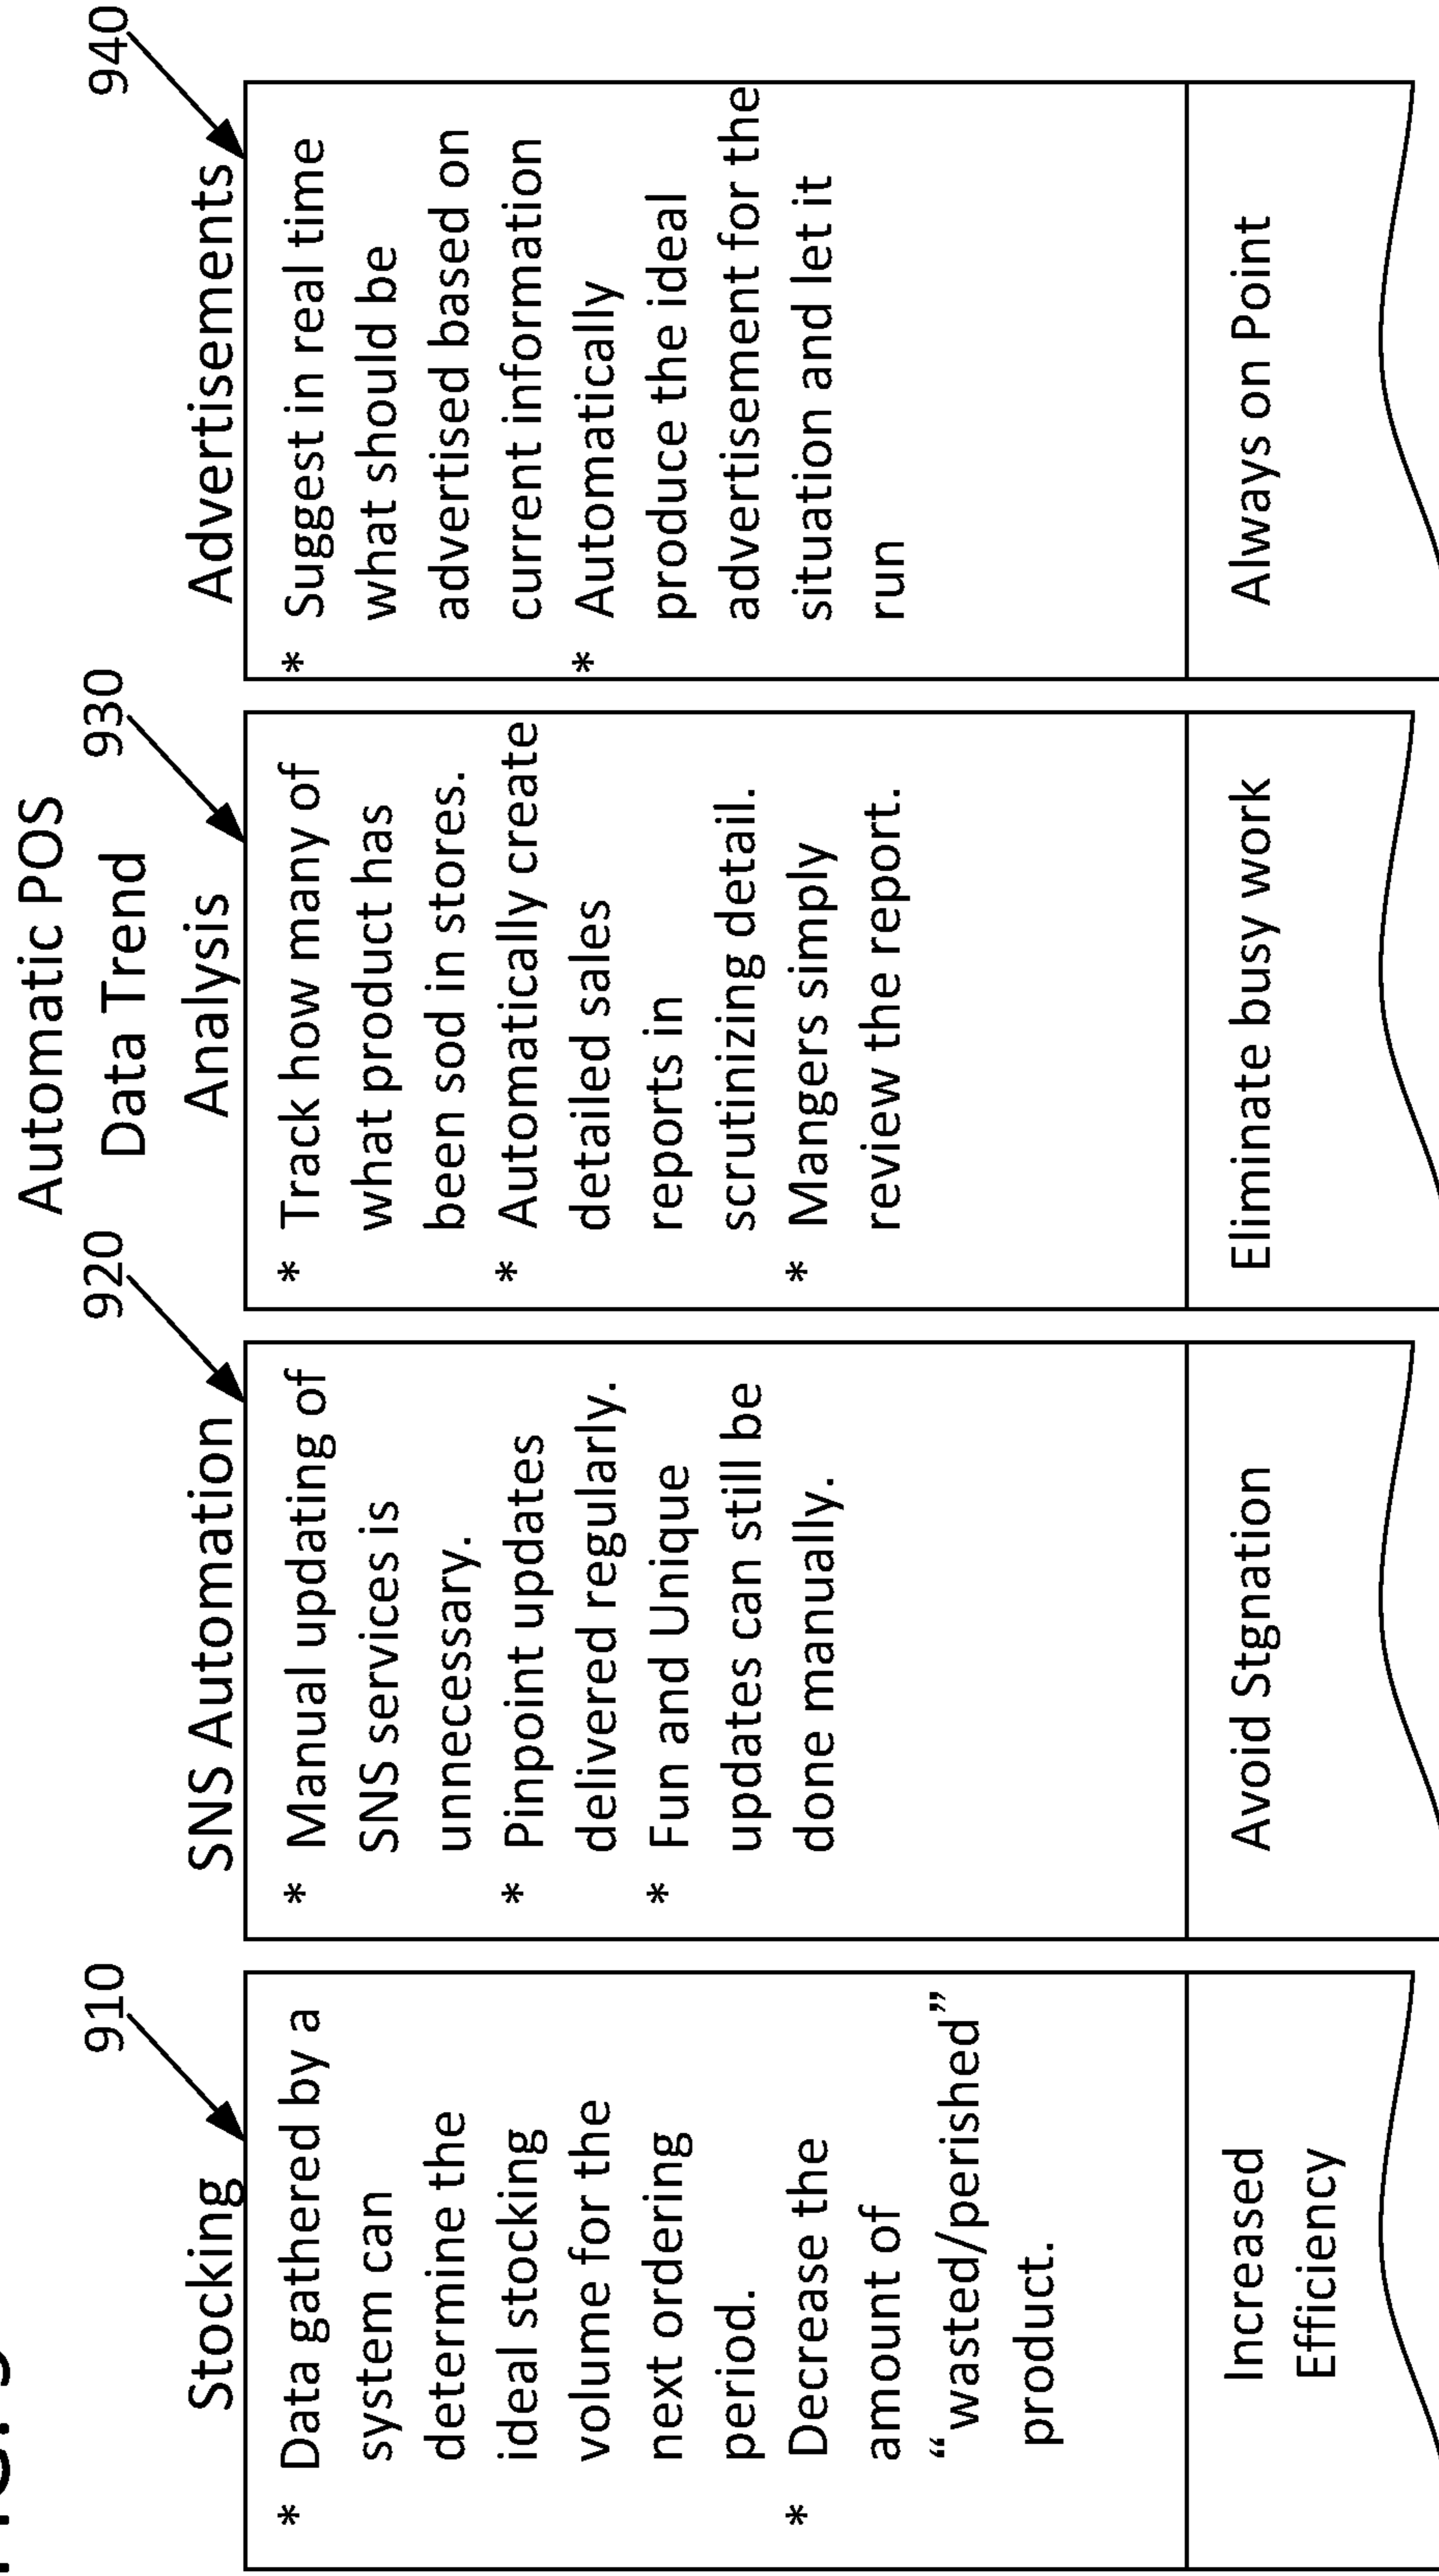 Stocking
910
* Data gathered by a
system can
determine the
ideal stocking
volume for the
next ordering
period.
* Decrease the
amount of
“wasted/perished”
product.
Increased
Efficiency
SNS Automation
920
* Manual updating of
SNS services is
unnecessary.
* Pinpoint updates
delivered regularly.
* Fun and Unique
updates can still be
done manually.
Avoid Stgnation
Automatic POS
Data Trend
Analysis
930
* Track how many of
what product has
been sod in stores.
* Automatically create
detailed sales
reports in
scrutinizing detail.
* Mangers simply
review the report.
Eliminate busy work
Advertisements
940
* Suggest in real time
what should be
advertised based on
current information
* Automatically
produce the ideal
advertisement for the
situation and let it
run
Always on Point